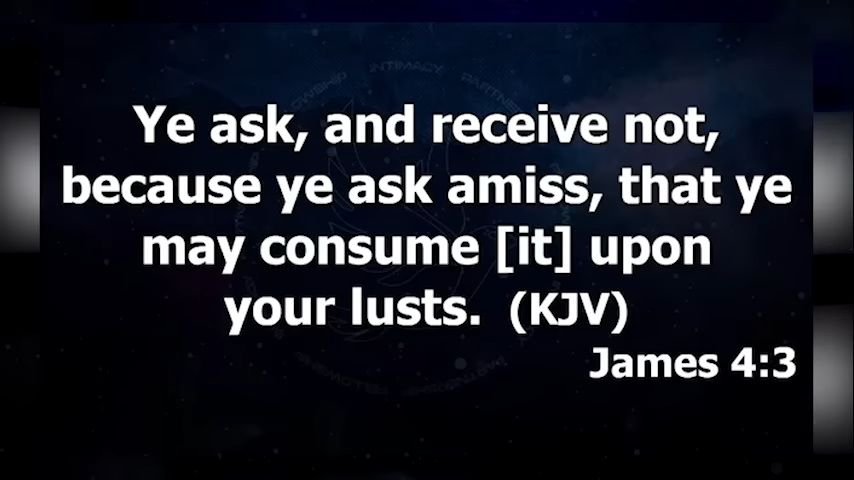 INTIMACY
Ye ask, and receive not,
because ye ask amiss, that ye
may consume [it] upon
your lusts. (KJV)
James 4:3